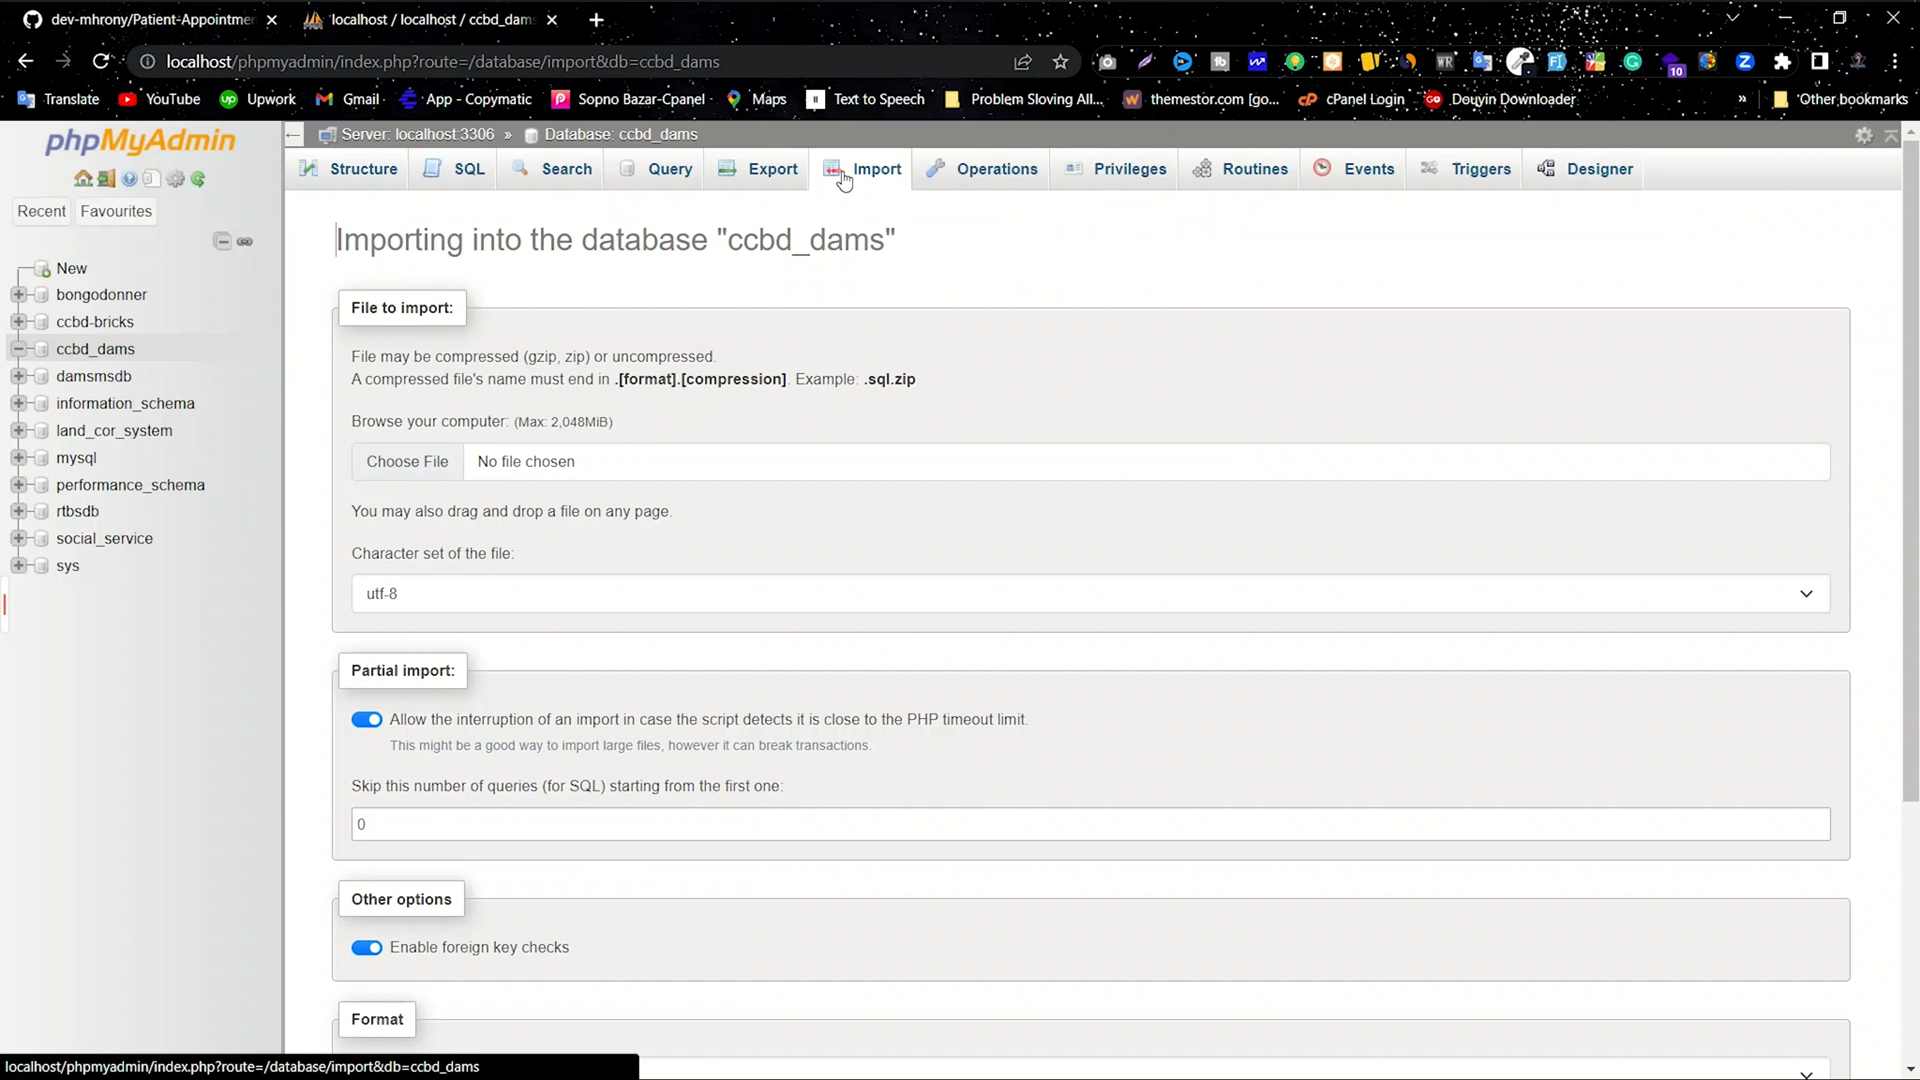 dev-mhrony/Patient-Appointmen
localhost / localhost / ccbd_dams
localhost/phpmyadmin/index.php?route=/database/import&db=ccbd_dams
10
Translate
YouTube
Upwork
Gmail
App - Copymatic
Sopno Bazar-Cpanel
Maps
Text to Speech
Problem Sloving All...
themestor.com [go...
cPanel Login
Douyin Downloader
»
Other bookmarks
phpMyAdmin
Recent
Favourites
New
bongodonner
ccbd-bricks
ccbd_dams
damsmsdb
information_schema
land_cor_system
mysql
performance_schema
rtbsdb
social_service
sys
Server: localhost:3306 » Database: ccbd_dams
Structure
SQL
Search
Query
Export
Import
Operations
Privileges
Routines
Events
Triggers
Designer
Importing into the database "ccbd_dams"
File to import:
File may be compressed (gzip, zip) or uncompressed.
A compressed file's name must end in .[format].[compression]. Example: .sql.zip
Browse your computer: (Max: 2,048MiB)
Choose File No file chosen
You may also drag and drop a file on any page.
Character set of the file:
utf-8
Partial import:
Allow the interruption of an import in case the script detects it is close to the PHP timeout limit.
This might be a good way to import large files, however it can break transactions.
Skip this number of queries (for SQL) starting from the first one:
0
Other options
Enable foreign key checks
Format
localhost/phpmyadmin/index.php?route=/database/import&db=ccbd_dams